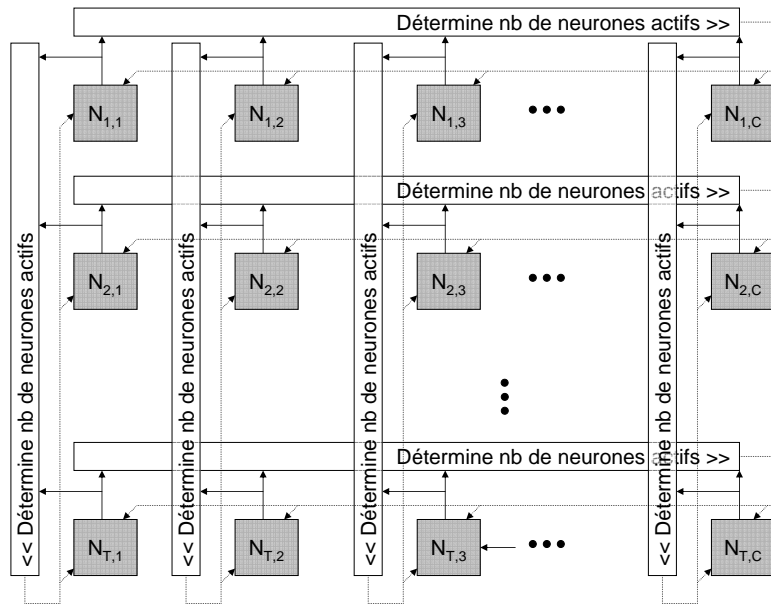 Détermine nb de neurones actifs >>
N1,1
N1,2
N1,3
•••
N1,C
Détermine nb de neurones actifs >>
N2,1
N2,2
N2,3
•••
N2,C
<< Détermine nb de neurones actifs
<< Détermine nb de neurones actifs
<< Détermine nb de neurones actifs
<< Détermine nb de neurones actifs
Détermine nb de neurones actifs >>
NT,1
NT,2
NT,3
•••
NT,C